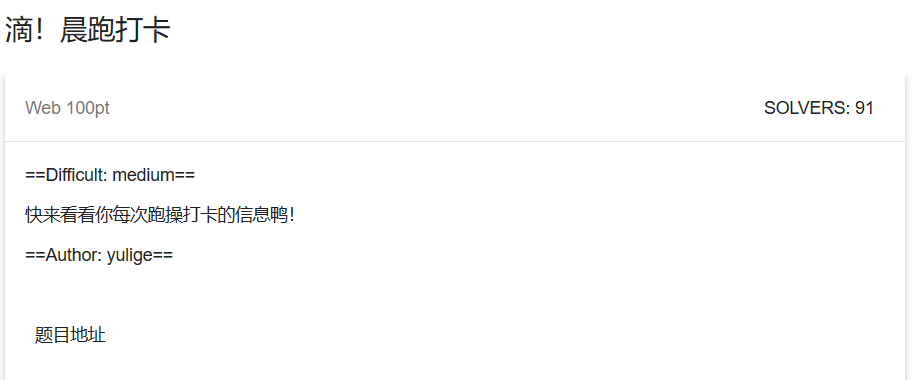 滴！晨跑打卡
Web 100pt
SOLVERS: 91
==Difficult: medium==
快来看看你每次跑操打卡的信息鸭！
==Author: yulige==
题目地址